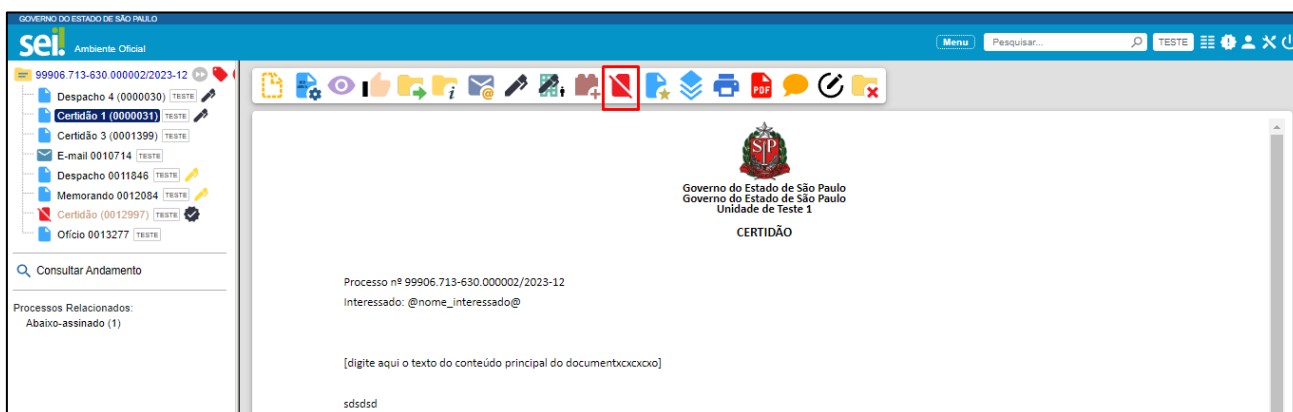 GOVERNO DO ESTADO DE SÃO PAULO
sei! Ambiente Oficial
Menu Pesquisar... TESTE
99906.713-630.000002/2023-12
Despacho 4 (0000030) TESTE
Certidão 1 (0000031) TESTE
Certidão 3 (0001399) TESTE
E-mail 0010714 TESTE
Despacho 0011846 TESTE
Memorando 0012084 TESTE
Certidão (0012997) TESTE
Ofício 0013277 TESTE
Consultar Andamento
Processos Relacionados:
Abaixo-assinado (1)
PDF
SP
Governo do Estado de São Paulo
Governo do Estado de São Paulo
Unidade de Teste 1
CERTIDÃO
Processo nº 99906.713-630.000002/2023-12
Interessado: @nome_interessado@
[digite aqui o texto do conteúdo principal do documentxcxcxcxo]
sdsdsd